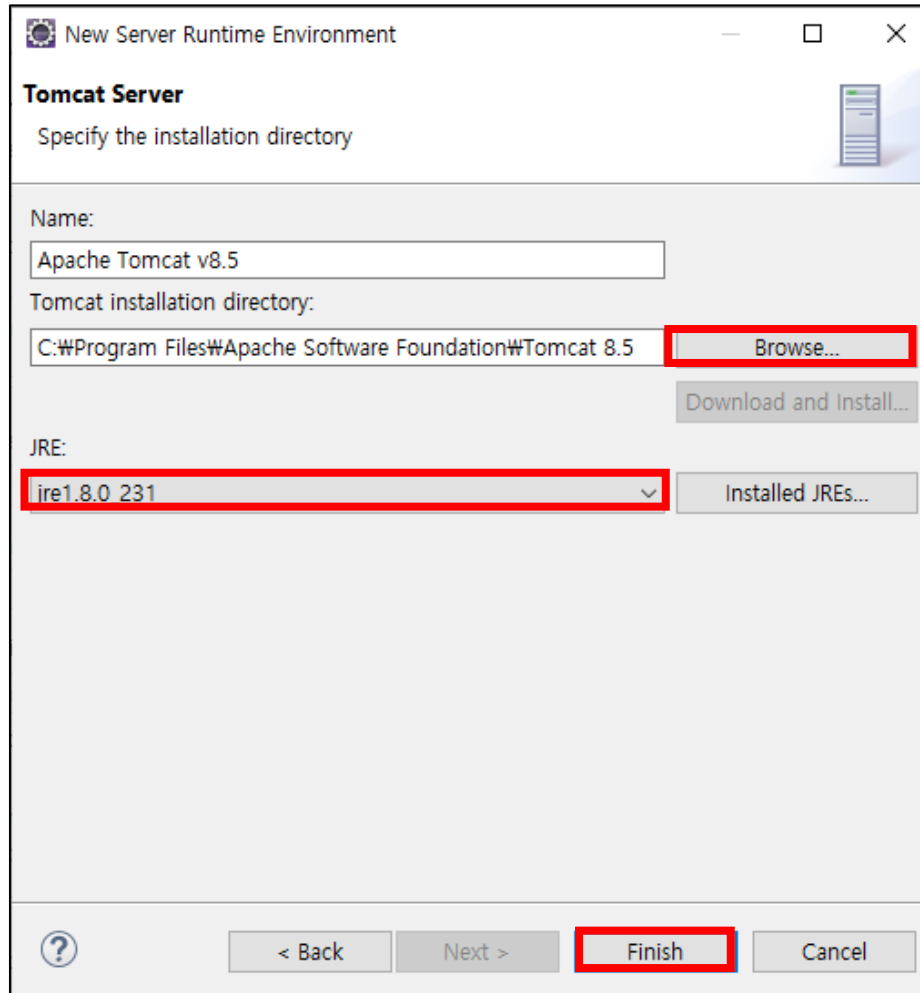 New Server Runtime Environment
Tomcat Server
Specify the installation directory
Name:
Apache Tomcat v8.5
Tomcat installation directory:
C:₩Program Files₩Apache Software Foundation₩Tomcat 8.5
Browse...
Download and Install...
JRE:
jre1.8.0_231
Installed JREs...
?
< Back
Next >
Finish
Cancel